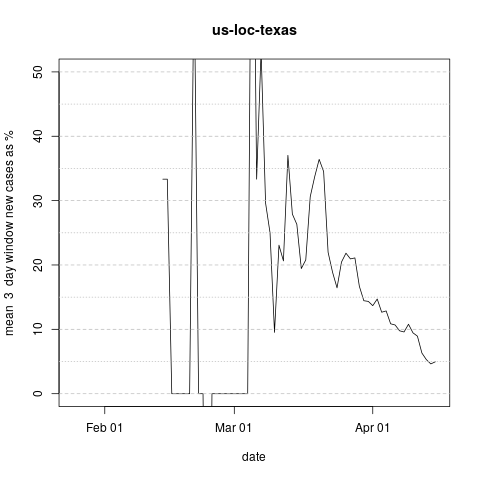 us-loc-texas
mean  3  day window new cases as %
50
40
30
20
10
0
Feb 01
Mar 01
Apr 01
date